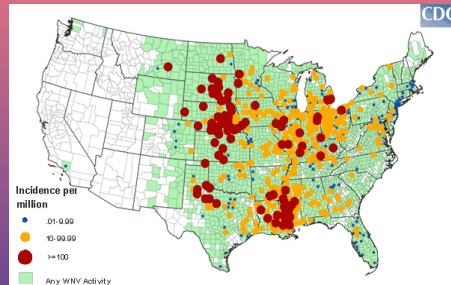 CDC
Incidence per
million
.01-9.99
10-99.99
>=100
Any WNV Activity